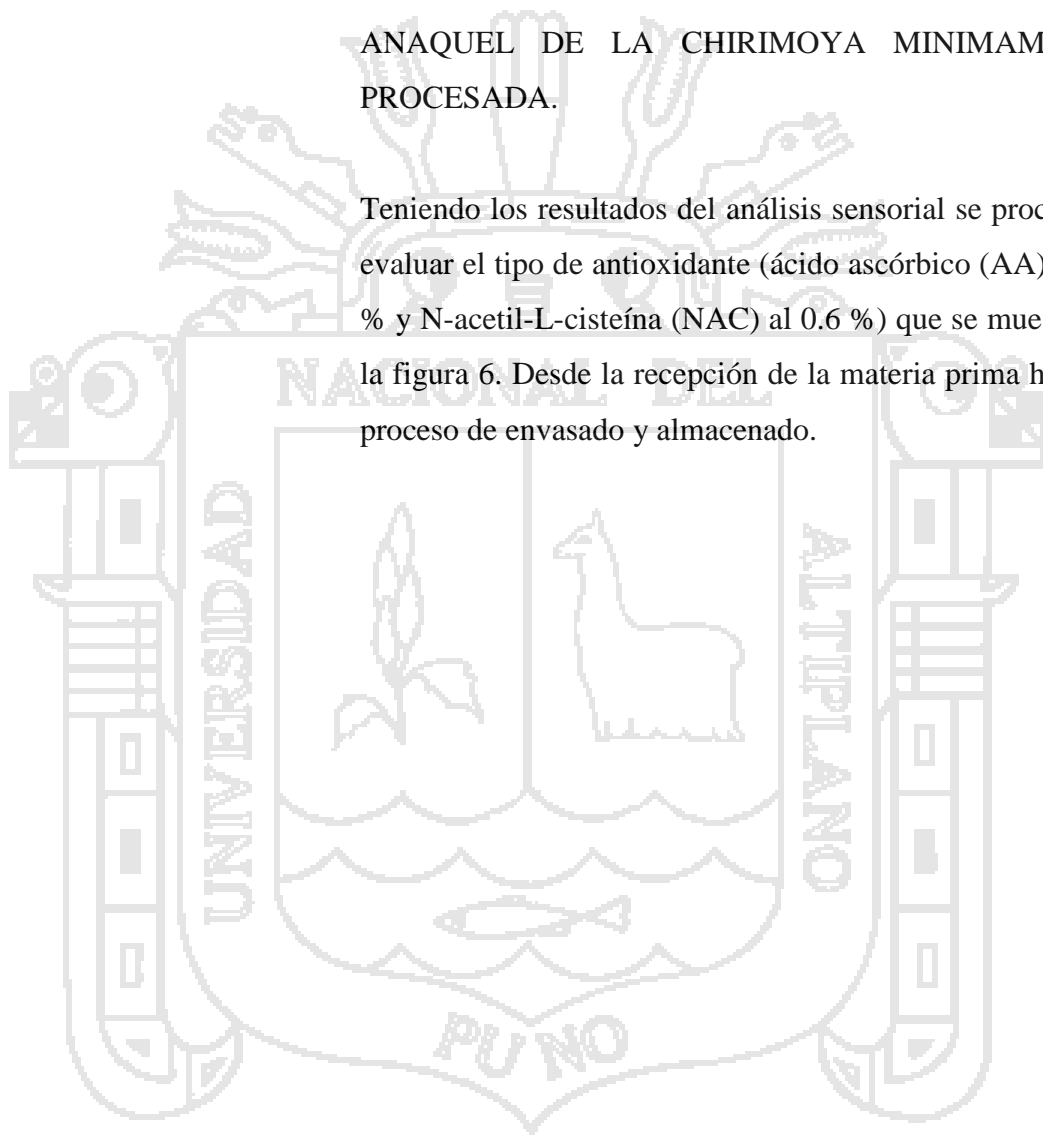 ANAQUEL DE LA CHIRIMOYA MINIMAM
PROCESADA.
Teniendo los resultados del análisis sensorial se proc
evaluar el tipo de antioxidante (ácido ascórbico (AA)
% y N-acetil-L-cisteína (NAC) al 0.6 %) que se mue
la figura 6. Desde la recepción de la materia prima h
proceso de envasado y almacenado.
NACIONAL DEL
UNIVERSIDAD
ALTIPLANO
PUNO